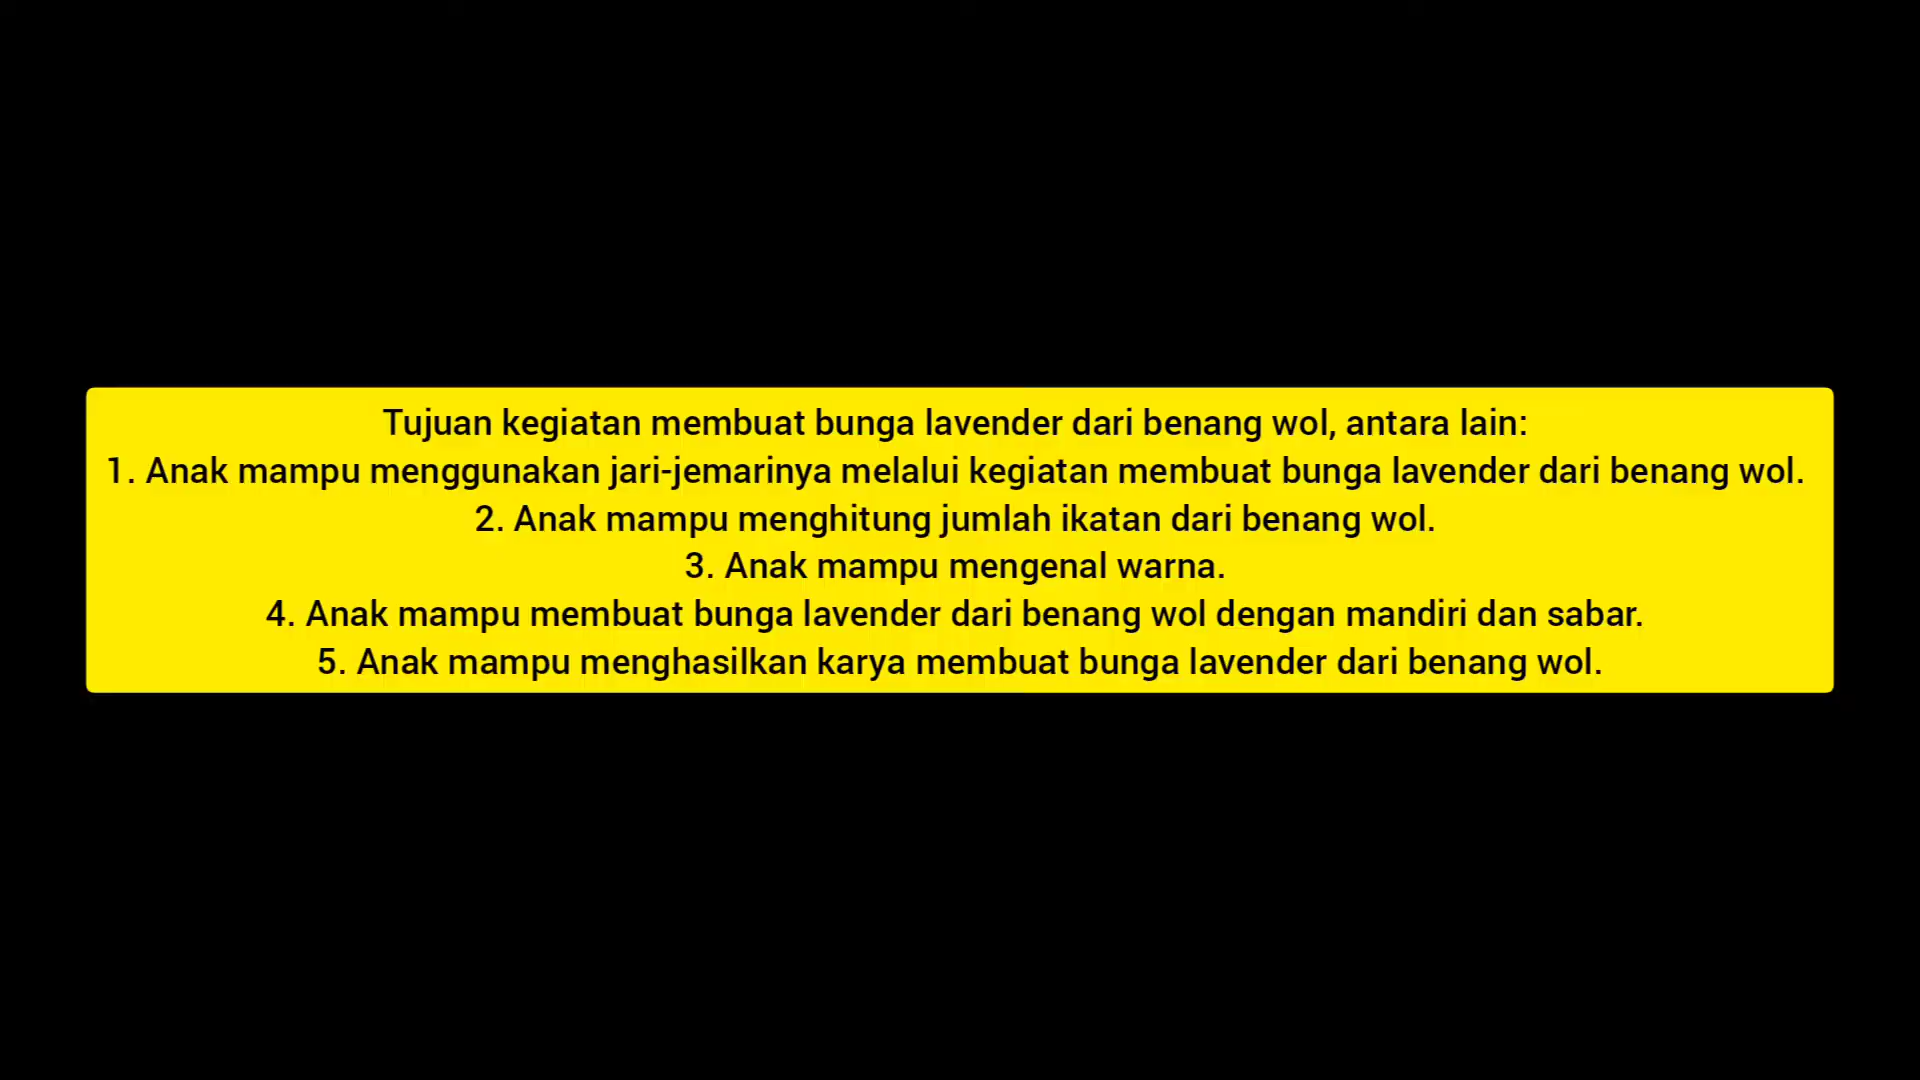 Tujuan kegiatan membuat bunga lavender dari benang wol, antara lain:
1. Anak mampu menggunakan jari-jemarinya melalui kegiatan membuat bunga lavender dari benang wol.
2. Anak mampu menghitung jumlah ikatan dari benang wol.
3. Anak mampu mengenal warna.
4. Anak mampu membuat bunga lavender dari benang wol dengan mandiri dan sabar.
5. Anak mampu menghasilkan karya membuat bunga lavender dari benang wol.